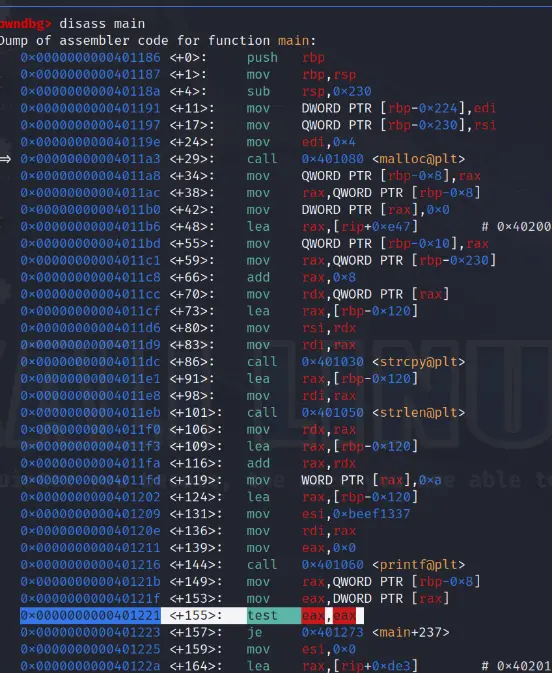 pwndbg> disass main
Dump of assembler code for function main:
0x0000000000401186 <+0>: push rbp
0x0000000000401187 <+1>: mov rbp,rsp
0x000000000040118a <+4>: sub rsp,0x230
0x0000000000401191 <+11>: mov DWORD PTR [rbp-0x224],edi
0x0000000000401197 <+17>: mov QWORD PTR [rbp-0x230],rsi
0x000000000040119e <+24>: mov edi,0x4
=> 0x00000000004011a3 <+29>: call 0x401080 <malloc@plt>
0x00000000004011a8 <+34>: mov QWORD PTR [rbp-0x8],rax
0x00000000004011ac <+38>: mov rax,QWORD PTR [rbp-0x8]
0x00000000004011b0 <+42>: mov DWORD PTR [rax],0x0
0x00000000004011b6 <+48>: lea rax,[rip+0xe47] # 0x40200
0x00000000004011bd <+55>: mov QWORD PTR [rbp-0x10],rax
0x00000000004011c1 <+59>: mov rax,QWORD PTR [rbp-0x230]
0x00000000004011c8 <+66>: add rax,0x8
0x00000000004011cc <+70>: mov rdx,QWORD PTR [rax]
0x00000000004011cf <+73>: lea rax,[rbp-0x120]
0x00000000004011d6 <+80>: mov rsi,rdx
0x00000000004011d9 <+83>: mov rdi,rax
0x00000000004011dc <+86>: call 0x401030 <strcpy@plt>
0x00000000004011e1 <+91>: lea rax,[rbp-0x120]
0x00000000004011e8 <+98>: mov rdi,rax
0x00000000004011eb <+101>: call 0x401050 <strlen@plt>
0x00000000004011f0 <+106>: mov rdx,rax
0x00000000004011f3 <+109>: lea rax,[rbp-0x120]
0x00000000004011fa <+116>: add rax,rdx
0x00000000004011fd <+119>: mov WORD PTR [rax],0xa
0x0000000000401202 <+124>: lea rax,[rbp-0x120]
0x0000000000401209 <+131>: mov esi,0xbeef1337
0x000000000040120e <+136>: mov rdi,rax
0x0000000000401211 <+139>: mov eax,0x0
0x0000000000401216 <+144>: call 0x401060 <printf@plt>
0x000000000040121b <+149>: mov rax,QWORD PTR [rbp-0x8]
0x000000000040121f <+153>: mov eax,DWORD PTR [rax]
0x0000000000401221 <+155>: test eax,eax
0x0000000000401223 <+157>: je 0x401273 <main+237>
0x0000000000401225 <+159>: mov esi,0x0
0x000000000040122a <+164>: lea rax,[rip+0xde3] # 0x40201